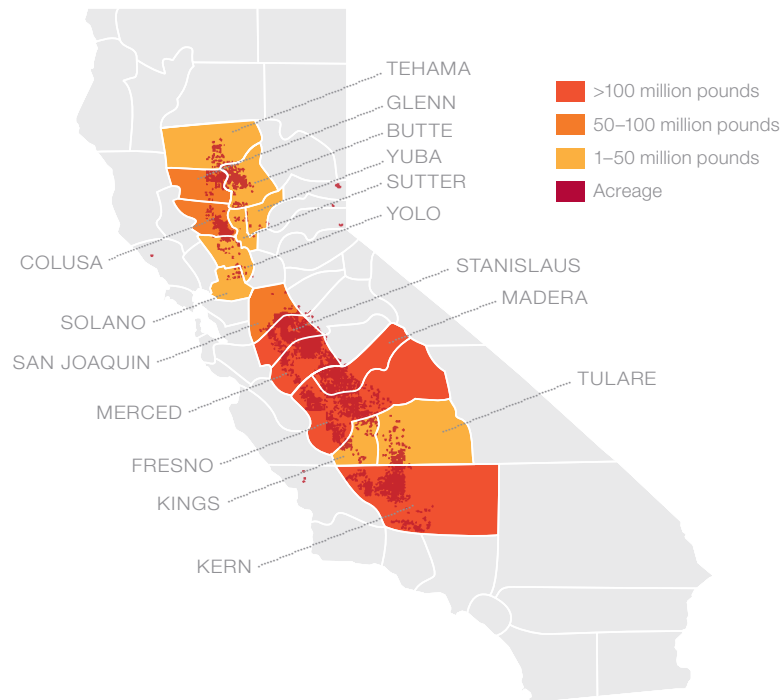 TEHAMA
GLENN
BUTTE
YUBA
SUTTER
YOLO
COLUSA
SOLANO
SAN JOAQUIN
STANISLAUS
MADERA
MERCED
TULARE
FRESNO
KINGS
KERN
>100 million pounds
50–100 million pounds
1–50 million pounds
Acreage